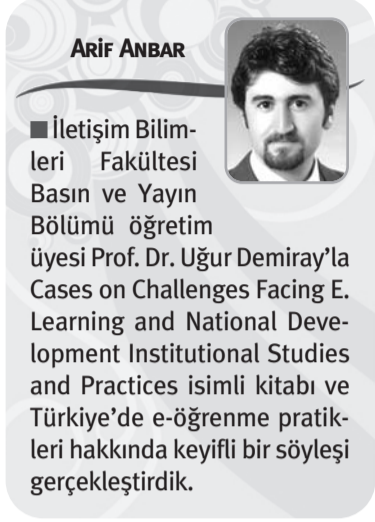 ARİF ANBAR
■ İletişim Bilim-
leri Fakültesi
Basın ve Yayın
Bölümü öğretim
üyesi Prof. Dr. Uğur Demiray’la
Cases on Challenges Facing E.
Learning and National Deve-
lopment Institutional Studies
and Practices isimli kitabı ve
Türkiye’de e-öğrenme pratik-
leri hakkında keyifli bir söyleşi
gerçekleştirdik.